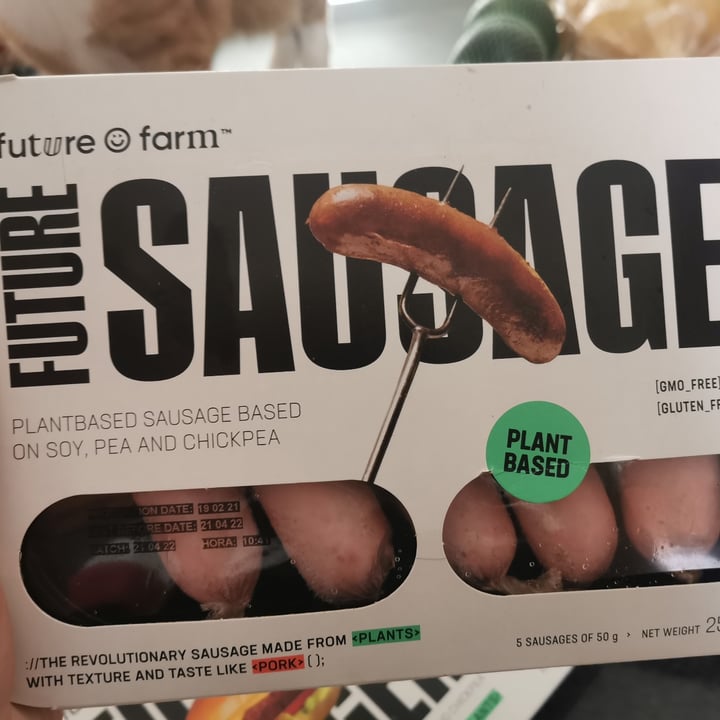 future farm™
FUTURE
SAUSAGE
PLANTBASED SAUSAGE BASED
ON SOY, PEA AND CHICKPEA
[GMO_FREE]
PLANT
BASED
DATE: 19 02 21
DATE: 21 04 22
HORA:
://THE REVOLUTIONARY SAUSAGE MADE FROM <PLANTS>
WITH TEXTURE AND TASTE LIKE <PORK>();
5 SAUSAGES OF 50 g > NET WEIGHT